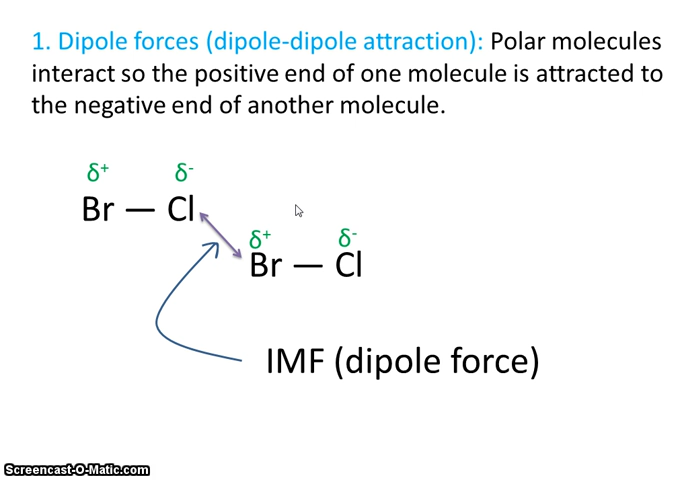 1. Dipole forces (dipole-dipole attraction): Polar molecules
interact so the positive end of one molecule is attracted to
the negative end of another molecule.
δ⁺ δ⁻
Br — Cl
δ⁺ δ⁻
Br — Cl
IMF (dipole force)
Screencast-O-Matic.com